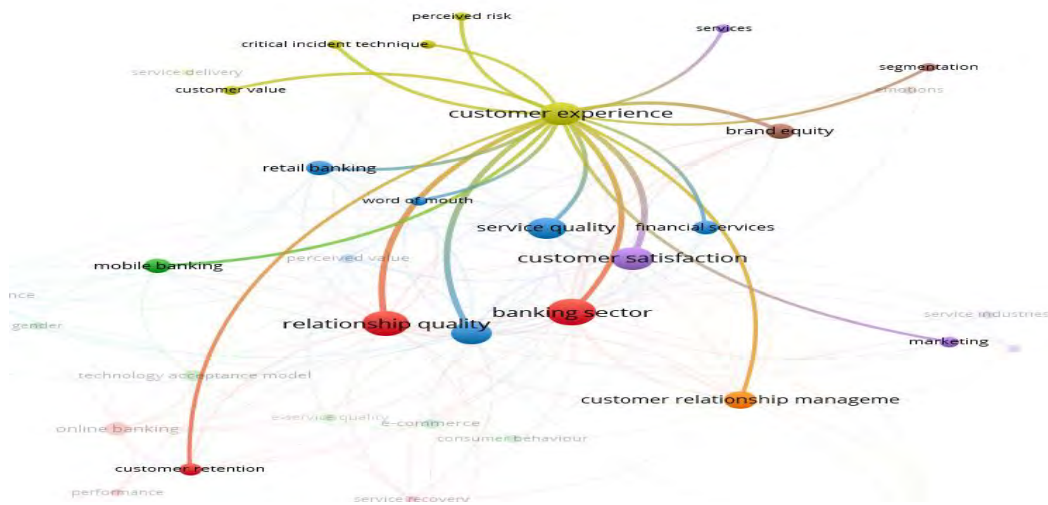 perceived risk
services
critical incident technique
segmentation
service delivery
customer value
emotions
customer experience
brand equity
retail banking
word of mouth
service quality
financial services
customer satisfaction
perceived value
mobile banking
nce
banking sector
service industries
gender
relationship quality
marketing
technology acceptance model
customer relationship manageme
e-service quality
e-commerce
online banking
consumer behaviour
customer retention
performance
service recovery